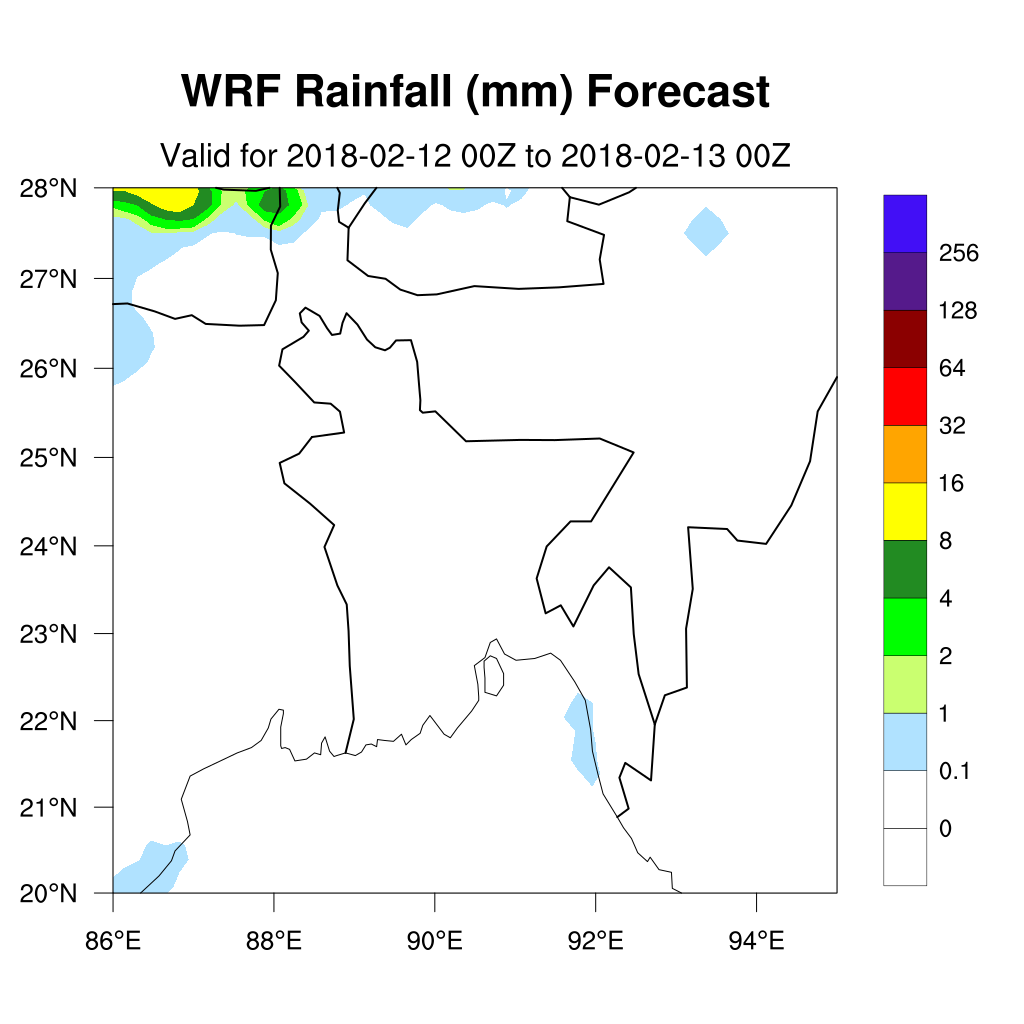 WRF Rainfall (mm) Forecast
Valid for 2018-02-12 00Z to 2018-02-13 00Z
28°N
27°N
26°N
25°N
24°N
23°N
22°N
21°N
20°N
86°E
88°E
90°E
92°E
94°E
256
128
64
32
16
8
4
2
1
0.1
0